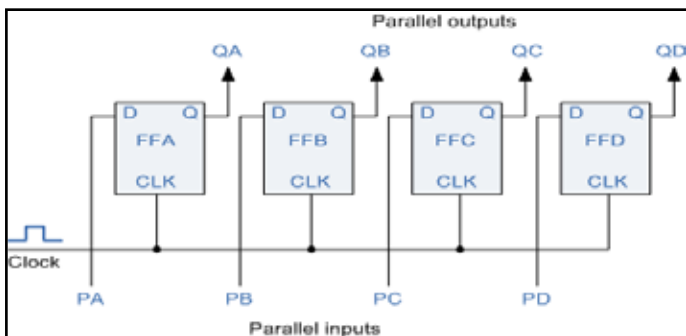 Parallel outputs
QA QB QC QD
D Q D Q D Q D Q
FFA FFB FFC FFD
CLK CLK CLK CLK
Clock
PA PB PC PD
Parallel inputs